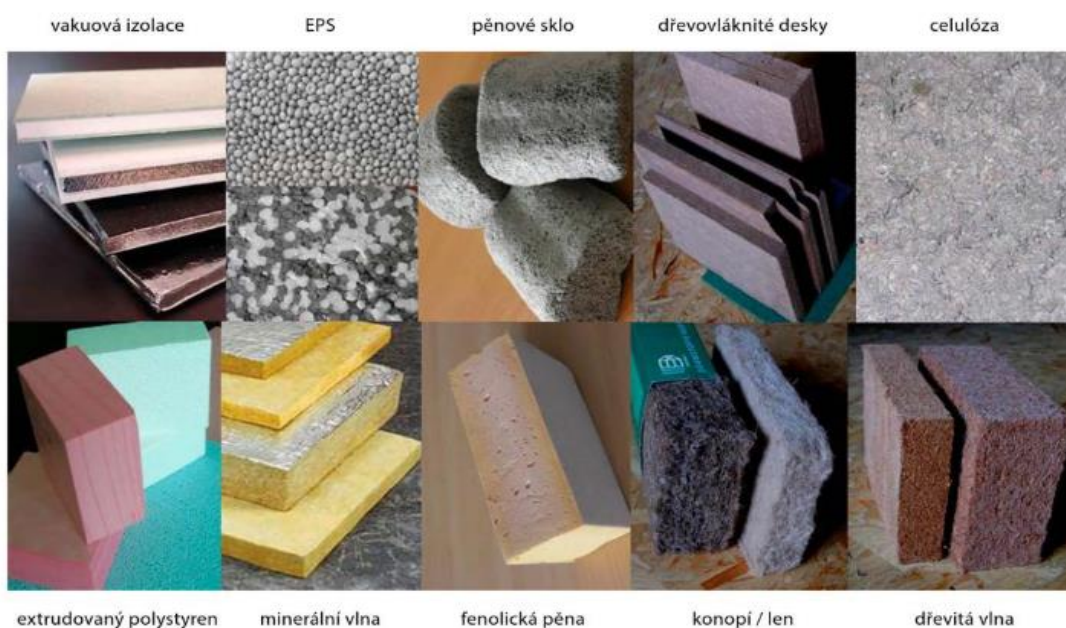 vakuová izolace
EPS
pěnové sklo
dřevovláknité desky
celulóza
extrudovaný polystyren
minerální vlna
fenolická pěna
konopí / len
dřevitá vlna